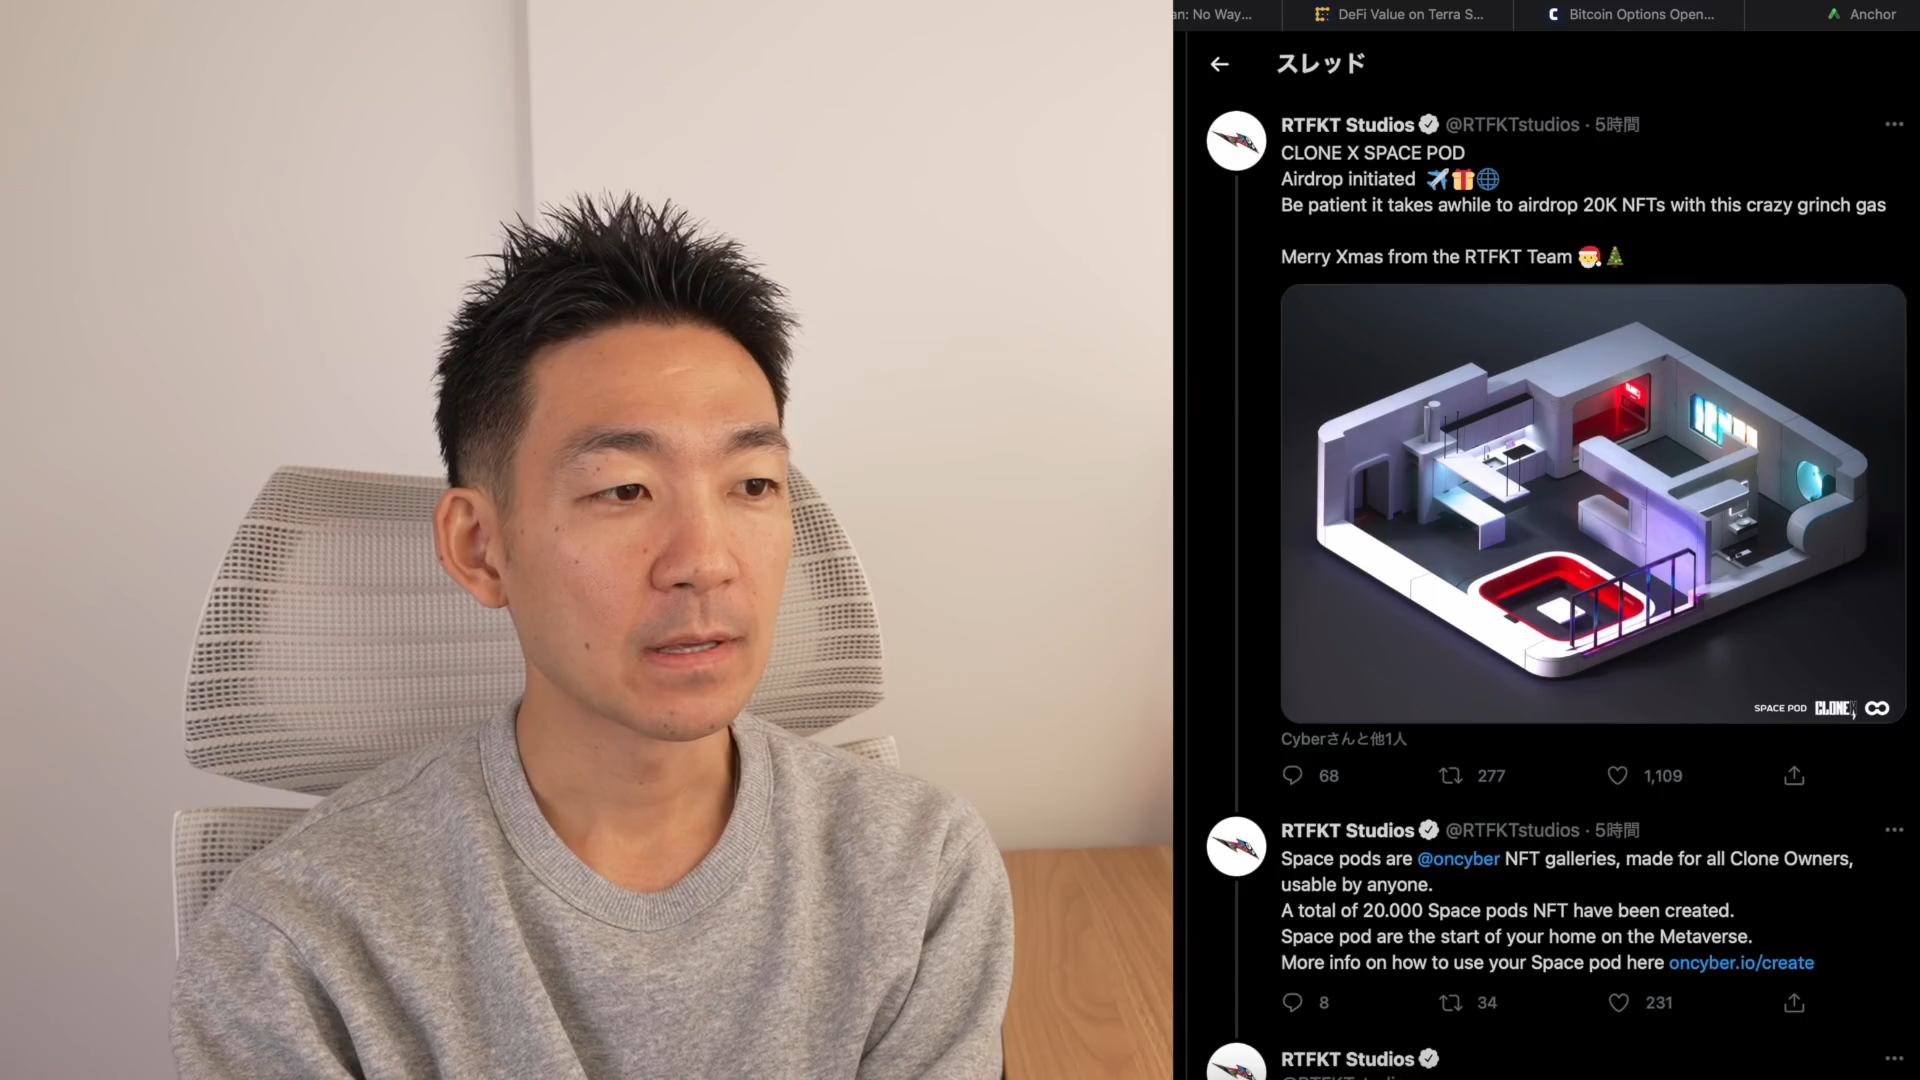 an: No Way...
DeFi Value on Terra S...
Bitcoin Options Open...
Anchor
スレッド
RTFKT Studios @RTFKTstudios · 5時間
CLONE X SPACE POD
Airdrop initiated ✈️🎁🌐
Be patient it takes awhile to airdrop 20K NFTs with this crazy grinch gas
Merry Xmas from the RTFKT Team 🎅🎄
SPACE POD CLONE X
Cyberさんと他1人
68 277 1,109
RTFKT Studios @RTFKTstudios · 5時間
Space pods are @oncyber NFT galleries, made for all Clone Owners,
usable by anyone.
A total of 20.000 Space pods NFT have been created.
Space pod are the start of your home on the Metaverse.
More info on how to use your Space pod here oncyber.io/create
8 34 231
RTFKT Studios